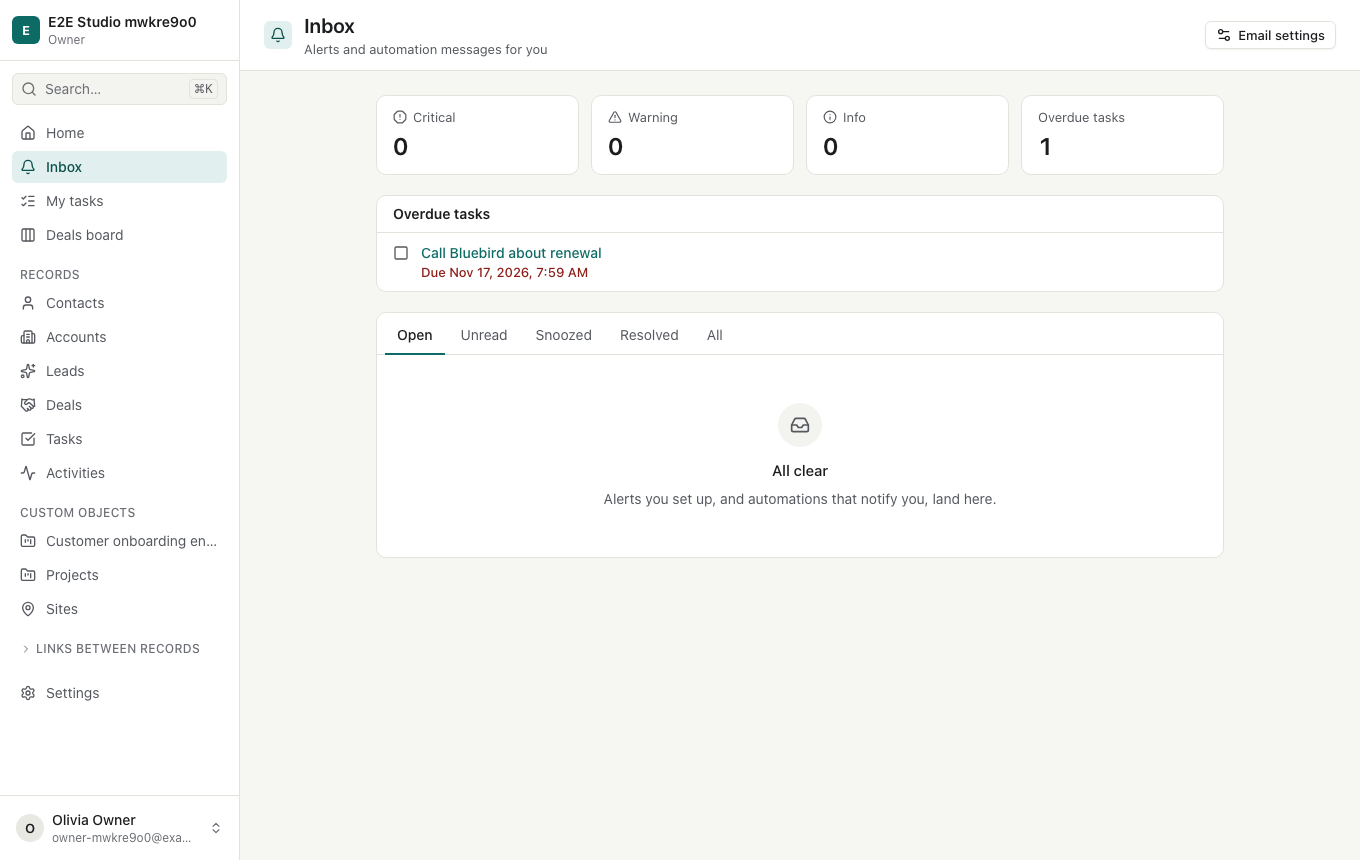 E
E2E Studio mwkre9o0
Owner
Search...
⌘K
Home
Inbox
My tasks
Deals board
RECORDS
Contacts
Accounts
Leads
Deals
Tasks
Activities
CUSTOM OBJECTS
Customer onboarding en...
Projects
Sites
LINKS BETWEEN RECORDS
Settings
O
Olivia Owner
owner-mwkre9o0@exa...
Inbox
Alerts and automation messages for you
Email settings
Critical
0
Warning
0
Info
0
Overdue tasks
1
Overdue tasks
Call Bluebird about renewal
Due Nov 17, 2026, 7:59 AM
Open Unread Snoozed Resolved All
All clear
Alerts you set up, and automations that notify you, land here.